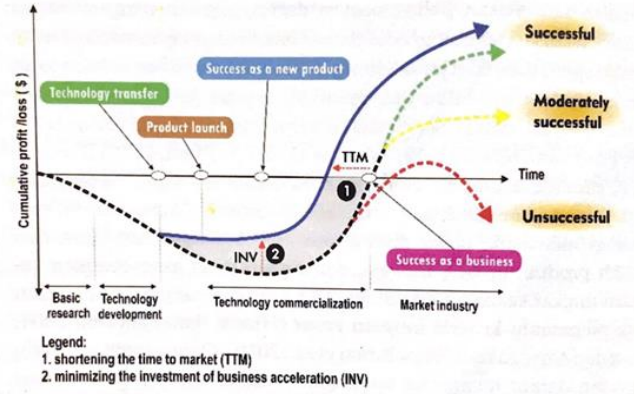 Cumulative profit /loss ($)
Successful
Success as a new product
Technology transfer
Moderately
successful
Product launch
TTM
Time
1
Unsuccessful
INV
2
Success as a business
Basic
research
Technology
development
Technology commercialization
Market industry
Legend:
1. shortening the time to market (TTM)
2. minimizing the investment of business acceleration (INV)